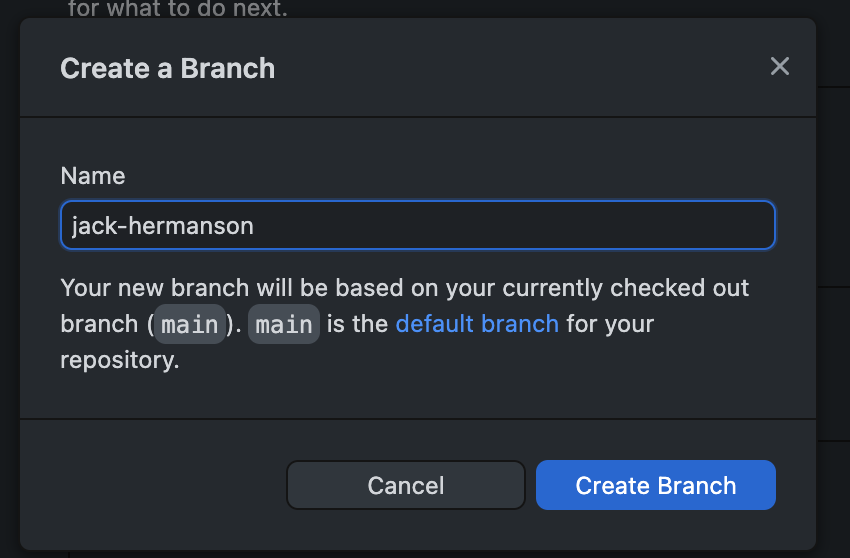 for what to do next.
Create a Branch
Name
jack-hermanson
Your new branch will be based on your currently checked out
branch (main). main is the default branch for your
repository.
Cancel
Create Branch